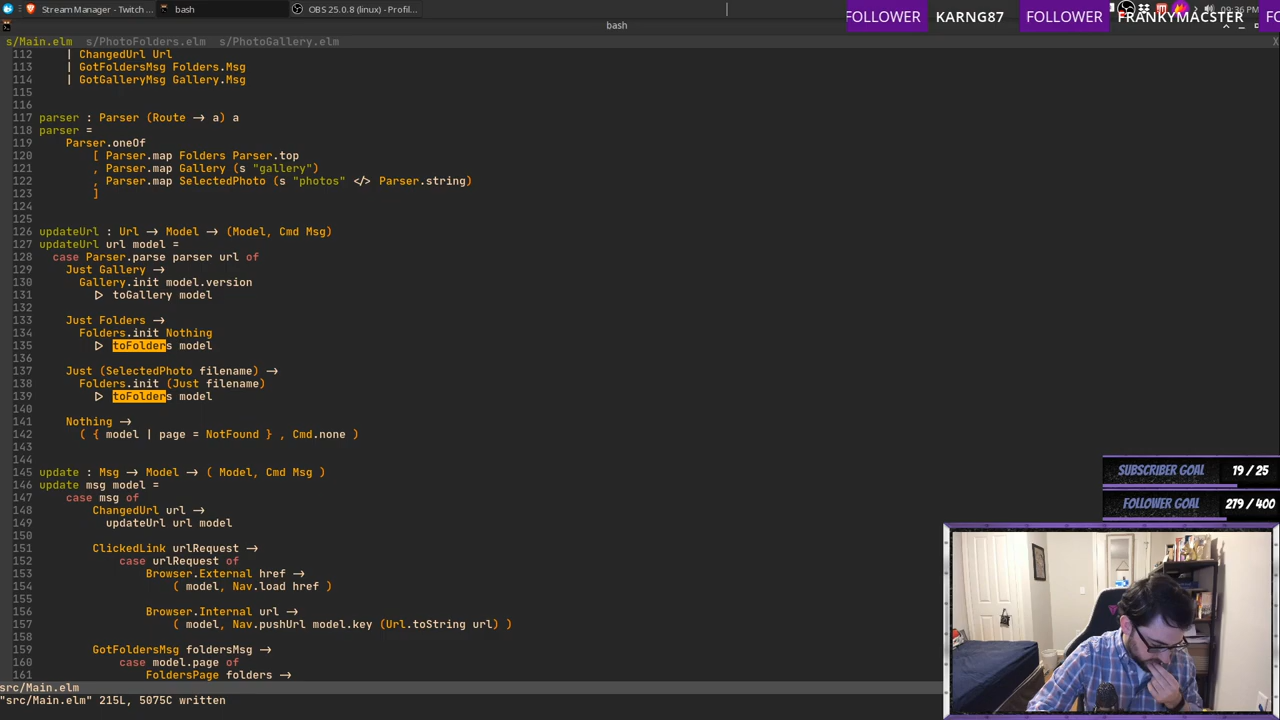 Stream Manager - Twitch
bash
OBS 25.0.8 (linux) - Profil...
09:36 PM
bash
FOLLOWER KARNG87 FOLLOWER FRANKYMACSTER FO
s/Main.elm s/PhotoFolders.elm s/PhotoGallery.elm X
112 | ChangedUrl Url
113 | GotFoldersMsg Folders.Msg
114 | GotGalleryMsg Gallery.Msg
115
116
117 parser : Parser (Route → a) a
118 parser =
119 Parser.oneOf
120 [ Parser.map Folders Parser.top
121 , Parser.map Gallery (s "gallery")
122 , Parser.map SelectedPhoto (s "photos" </> Parser.string)
123 ]
124
125
126 updateUrl : Url → Model → (Model, Cmd Msg)
127 updateUrl url model =
128 case Parser.parse parser url of
129 Just Gallery →
130 Gallery.init model.version
131 ▷ toGallery model
132
133 Just Folders →
134 Folders.init Nothing
135 ▷ toFolders model
136
137 Just (SelectedPhoto filename) →
138 Folders.init (Just filename)
139 ▷ toFolders model
140
141 Nothing →
142 ( { model | page = NotFound } , Cmd.none )
143
144
145 update : Msg → Model → ( Model, Cmd Msg )
146 update msg model =
147 case msg of
148 ChangedUrl url →
149 updateUrl url model
150
151 ClickedLink urlRequest →
152 case urlRequest of
153 Browser.External href →
154 ( model, Nav.load href )
155
156 Browser.Internal url →
157 ( model, Nav.pushUrl model.key (Url.toString url) )
158
159 GotFoldersMsg foldersMsg →
160 case model.page of
161 FoldersPage folders →
src/Main.elm
"src/Main.elm" 215L, 5075C written
SUBSCRIBER GOAL 19 / 25
FOLLOWER GOAL 279 / 400